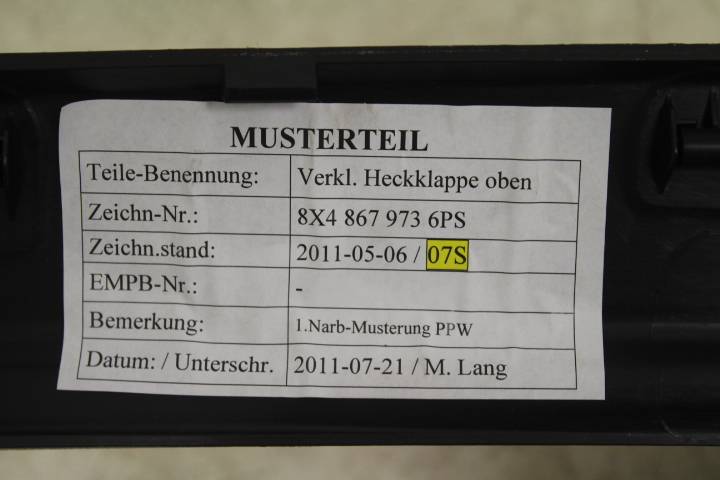 MUSTERTEIL
Teile-Benennung: Verkl. Heckklappe oben
Zeichn-Nr.: 8X4 867 973 6PS
Zeichn.stand: 2011-05-06 / 07S
EMPB-Nr.: -
Bemerkung: 1.Narb-Musterung PPW
Datum: / Unterschr. 2011-07-21 / M. Lang